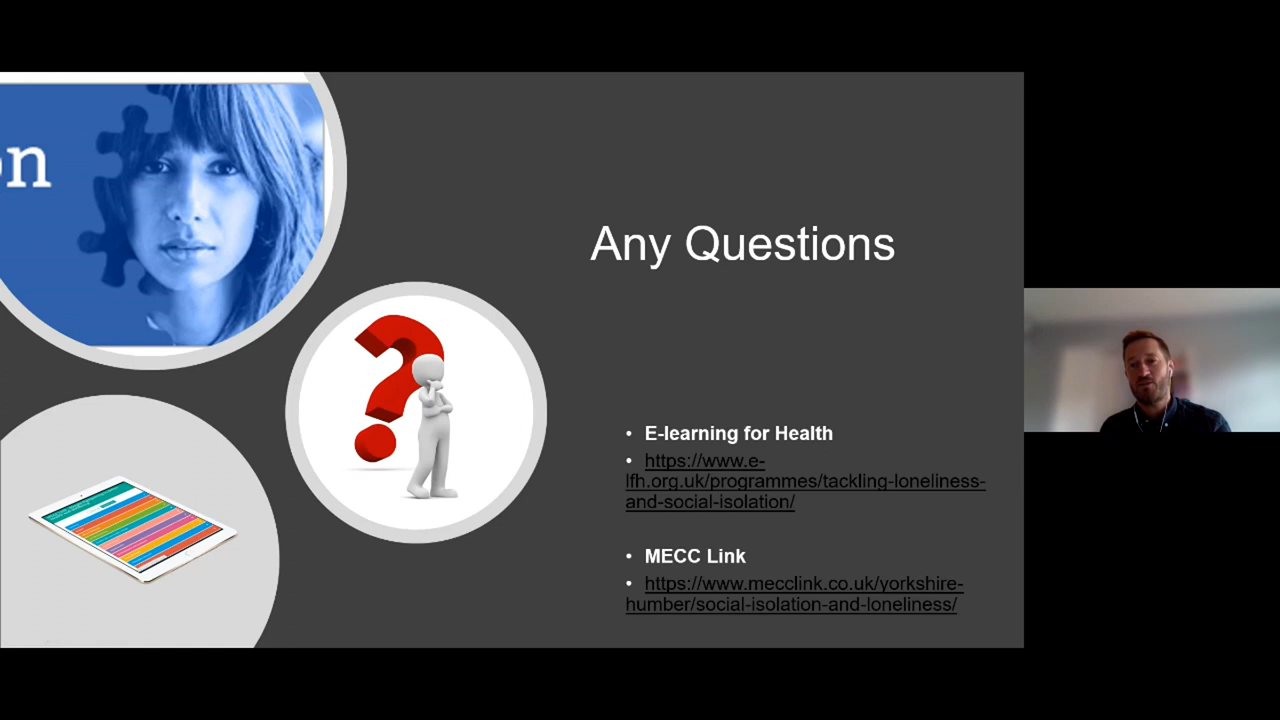 on
Any Questions
• E-learning for Health
• https://www.e-
lfh.org.uk/programmes/tackling-loneliness-
and-social-isolation/
• MECC Link
• https://www.mecclink.co.uk/yorkshire-
humber/social-isolation-and-loneliness/